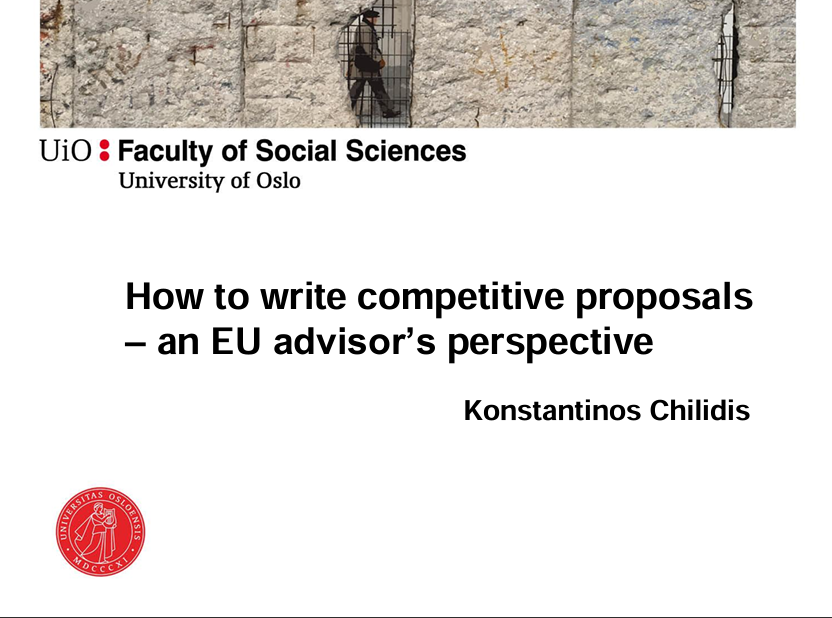 UiO : Faculty of Social Sciences
University of Oslo
How to write competitive proposals
– an EU advisor’s perspective
Konstantinos Chilidis
UNIVERSITAS OSLOENSIS
MDCCCXI